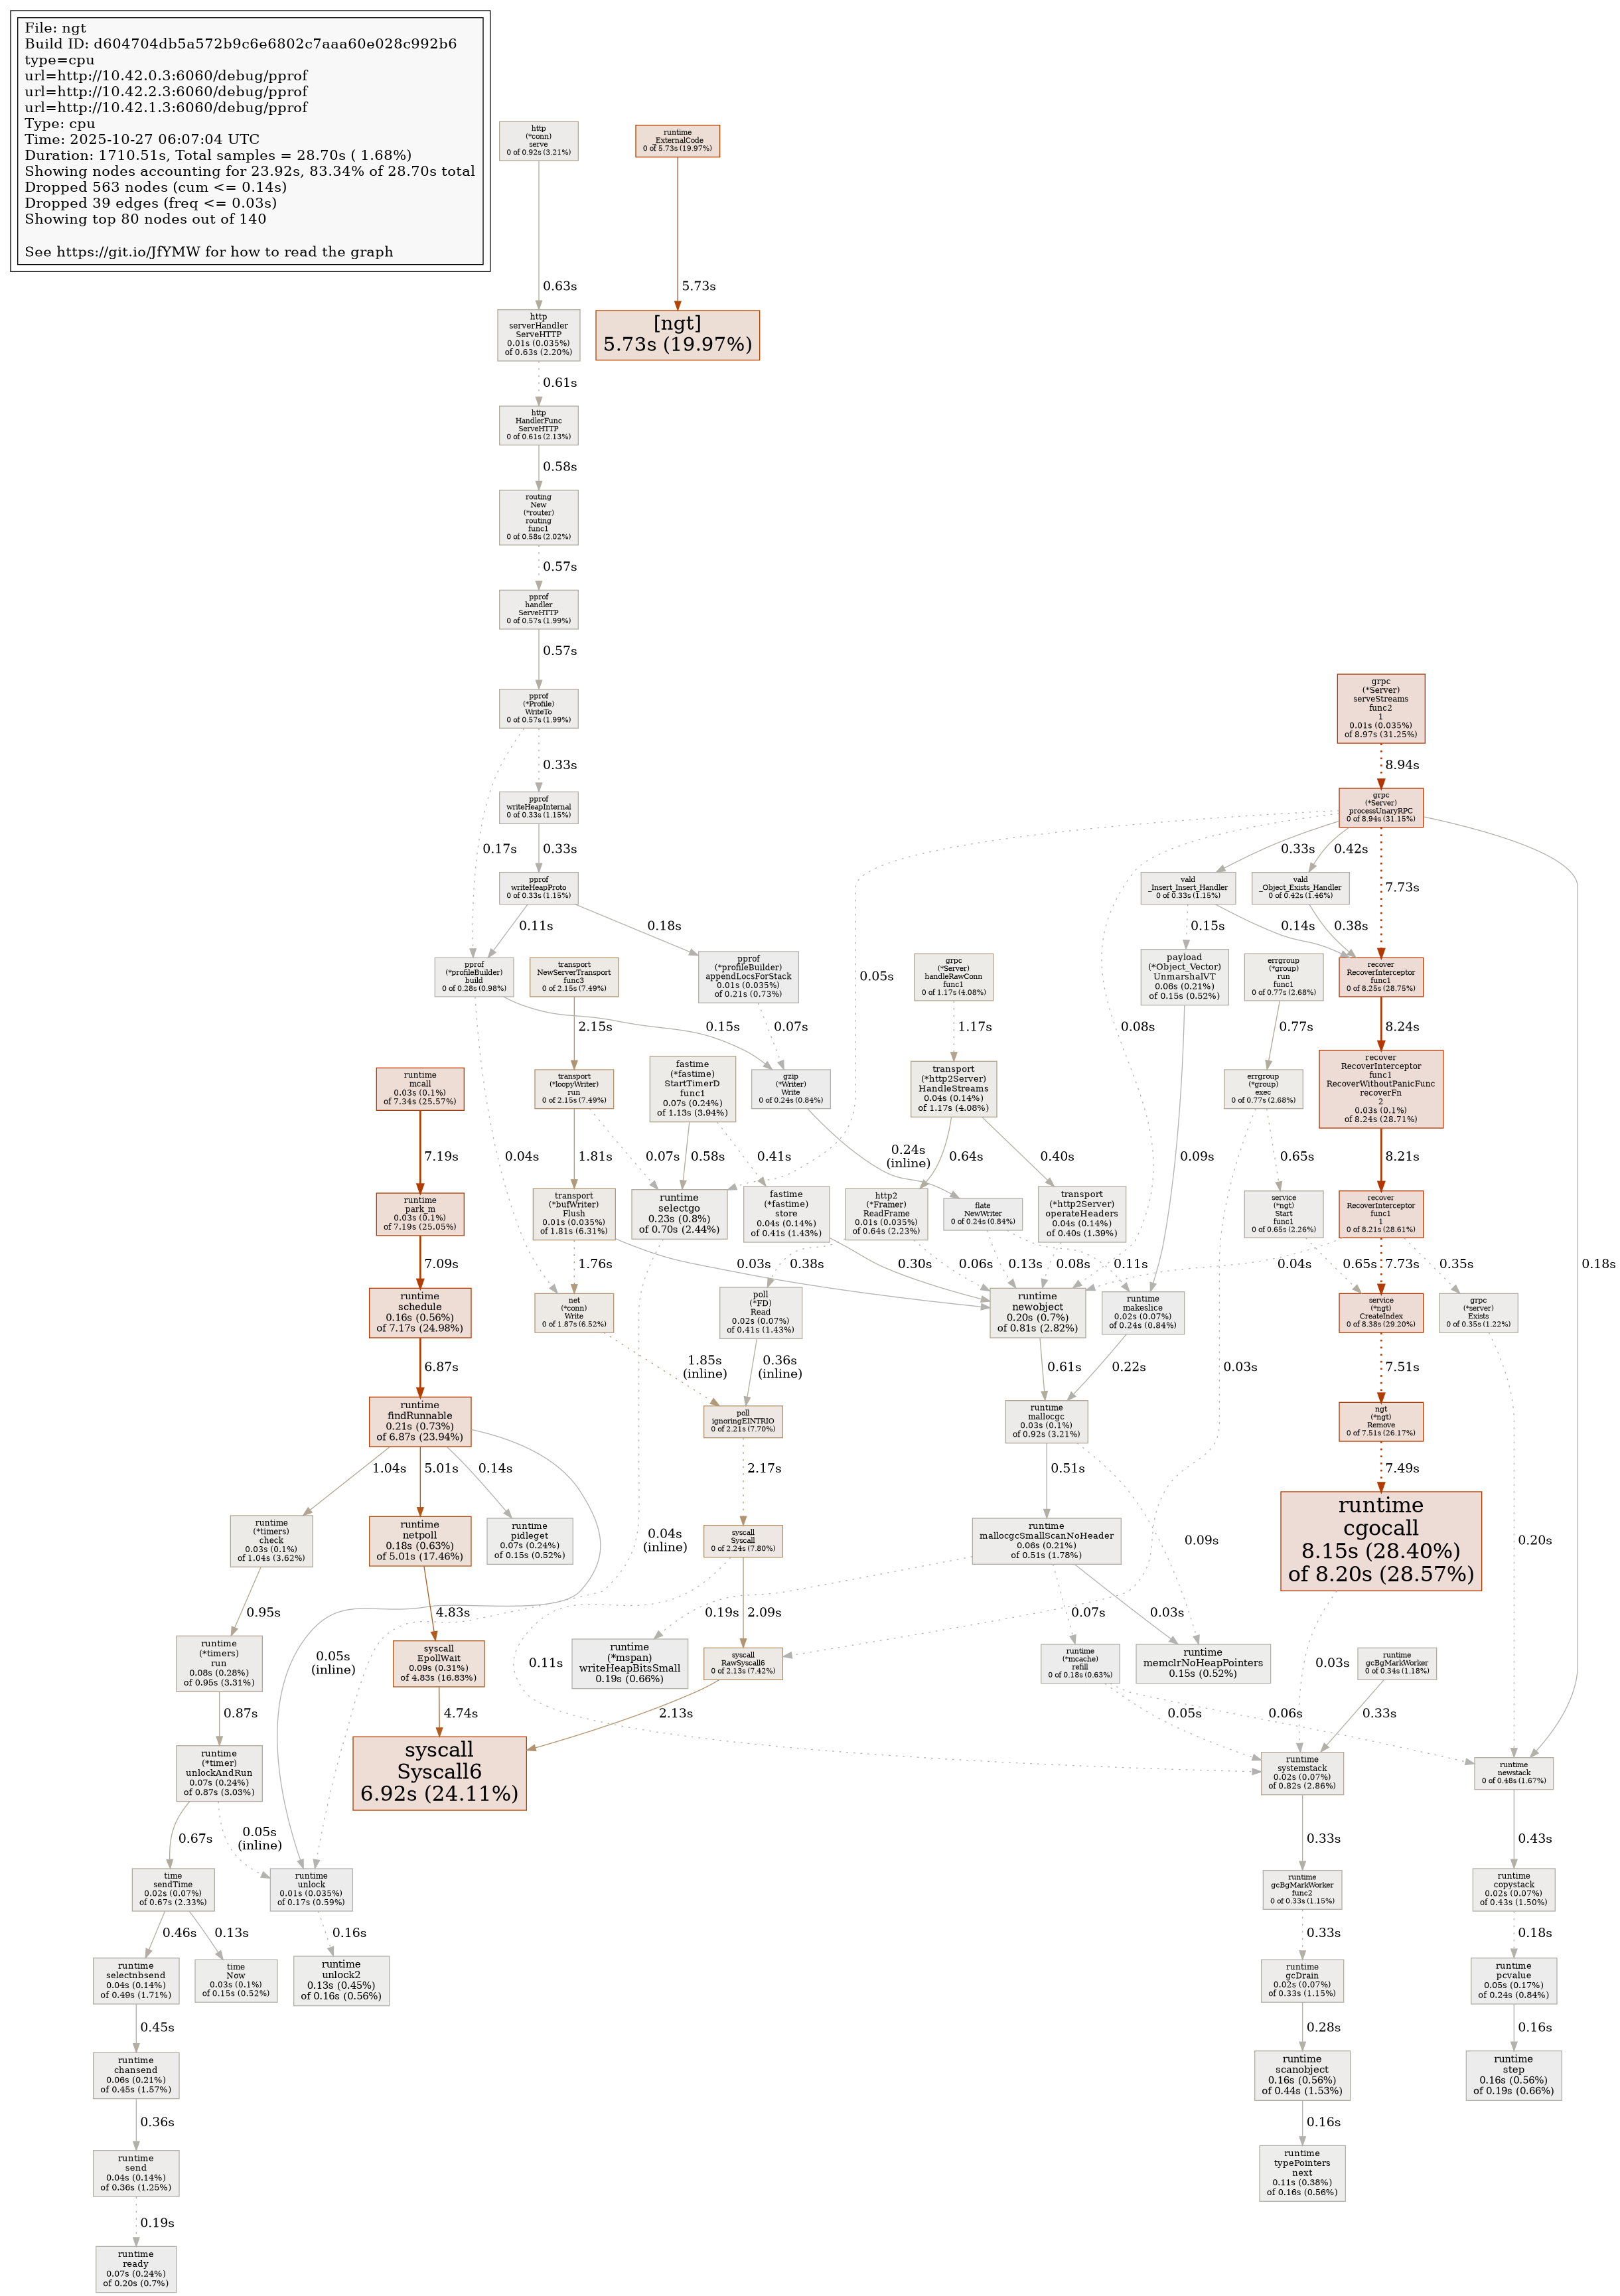 File: ngt
Build ID: d604704db5a572b9c6e6802c7aaa60e028c992b6
type=cpu
url=http://10.42.0.3:6060/debug/pprof
url=http://10.42.2.3:6060/debug/pprof
url=http://10.42.1.3:6060/debug/pprof
Type: cpu
Time: 2025-10-27 06:07:04 UTC
Duration: 1710.51s, Total samples = 28.70s ( 1.68%)
Showing nodes accounting for 23.92s, 83.34% of 28.70s total
Dropped 563 nodes (cum <= 0.14s)
Dropped 39 edges (freq <= 0.03s)
Showing top 80 nodes out of 140
See https://git.io/JfYMW for how to read the graph
http
(*conn)
serve
0 of 0.92s (3.21%)
runtime
_ExternalCode
0 of 5.73s (19.97%)
0.63s
5.73s
http
serverHandler
ServeHTTP
0.01s (0.035%)
of 0.63s (2.20%)
[ngt]
5.73s (19.97%)
0.61s
http
HandlerFunc
ServeHTTP
0 of 0.61s (2.13%)
0.58s
routing
New
(*router)
routing
func1
0 of 0.58s (2.02%)
0.57s
pprof
handler
ServeHTTP
0 of 0.57s (1.99%)
0.57s
pprof
(*Profile)
WriteTo
0 of 0.57s (1.99%)
grpc
(*Server)
serveStreams
func2
1
0.01s (0.035%)
of 8.97s (31.25%)
0.33s
8.94s
pprof
writeHeapInternal
0 of 0.33s (1.15%)
grpc
(*Server)
processUnaryRPC
0 of 8.94s (31.15%)
0.17s
0.33s
0.33s
0.42s
pprof
writeHeapProto
0 of 0.33s (1.15%)
vald
_Insert_Insert_Handler
0 of 0.33s (1.15%)
vald
_Object_Exists_Handler
0 of 0.42s (1.46%)
7.73s
0.11s
0.18s
0.15s
0.14s
0.38s
pprof
(*profileBuilder)
build
0 of 0.28s (0.98%)
transport
NewServerTransport
func3
0 of 2.15s (7.49%)
pprof
(*profileBuilder)
appendLocsForStack
0.01s (0.035%)
of 0.21s (0.73%)
0.05s
grpc
(*Server)
handleRawConn
func1
0 of 1.17s (4.08%)
payload
(*Object_Vector)
UnmarshalVT
0.06s (0.21%)
of 0.15s (0.52%)
errgroup
(*group)
run
func1
0 of 0.77s (2.68%)
recover
RecoverInterceptor
func1
0 of 8.25s (28.75%)
2.15s
0.15s
0.07s
1.17s
0.08s
0.77s
8.24s
runtime
mcall
0.03s (0.1%)
of 7.34s (25.57%)
transport
(*loopyWriter)
run
0 of 2.15s (7.49%)
fastime
(*fastime)
StartTimerD
func1
0.07s (0.24%)
of 1.13s (3.94%)
gzip
(*Writer)
Write
0 of 0.24s (0.84%)
transport
(*http2Server)
HandleStreams
0.04s (0.14%)
of 1.17s (4.08%)
errgroup
(*group)
exec
0 of 0.77s (2.68%)
recover
RecoverInterceptor
func1
RecoverWithoutPanicFunc
recoverFn
2
0.03s (0.1%)
of 8.24s (28.71%)
7.19s
0.04s
1.81s
0.07s
0.58s
0.41s
0.24s
(inline)
0.64s
0.40s
0.09s
0.65s
8.21s
runtime
park_m
0.03s (0.1%)
of 7.19s (25.05%)
transport
(*bufWriter)
Flush
0.01s (0.035%)
of 1.81s (6.31%)
runtime
selectgo
0.23s (0.8%)
of 0.70s (2.44%)
fastime
(*fastime)
store
0.04s (0.14%)
of 0.41s (1.43%)
http2
(*Framer)
ReadFrame
0.01s (0.035%)
of 0.64s (2.23%)
flate
NewWriter
0 of 0.24s (0.84%)
transport
(*http2Server)
operateHeaders
0.04s (0.14%)
of 0.40s (1.39%)
service
(*ngt)
Start
func1
0 of 0.65s (2.26%)
recover
RecoverInterceptor
func1
1
0 of 8.21s (28.61%)
7.09s
1.76s
0.03s
0.38s
0.30s
0.06s
0.13s
0.08s
0.11s
0.04s
0.65s
7.73s
0.35s
0.18s
runtime
schedule
0.16s (0.56%)
of 7.17s (24.98%)
net
(*conn)
Write
0 of 1.87s (6.52%)
poll
(*FD)
Read
0.02s (0.07%)
of 0.41s (1.43%)
runtime
newobject
0.20s (0.7%)
of 0.81s (2.82%)
runtime
makeslice
0.02s (0.07%)
of 0.24s (0.84%)
service
(*ngt)
CreateIndex
0 of 8.38s (29.20%)
grpc
(*server)
Exists
0 of 0.35s (1.22%)
6.87s
1.85s
(inline)
0.36s
(inline)
0.61s
0.22s
0.03s
7.51s
runtime
findRunnable
0.21s (0.73%)
of 6.87s (23.94%)
poll
ignoringEINTRIO
0 of 2.21s (7.70%)
runtime
mallocgc
0.03s (0.1%)
of 0.92s (3.21%)
ngt
(*ngt)
Remove
0 of 7.51s (26.17%)
1.04s
5.01s
0.14s
2.17s
0.51s
7.49s
runtime
(*timers)
check
0.03s (0.1%)
of 1.04s (3.62%)
runtime
netpoll
0.18s (0.63%)
of 5.01s (17.46%)
runtime
pidleget
0.07s (0.24%)
of 0.15s (0.52%)
0.04s
(inline)
syscall
Syscall
0 of 2.24s (7.80%)
runtime
mallocgcSmallScanNoHeader
0.06s (0.21%)
of 0.51s (1.78%)
0.09s
runtime
cgocall
8.15s (28.40%)
of 8.20s (28.57%)
0.20s
0.95s
4.83s
0.19s
2.09s
0.07s
0.03s
runtime
(*timers)
run
0.08s (0.28%)
of 0.95s (3.31%)
0.05s
(inline)
syscall
EpollWait
0.09s (0.31%)
of 4.83s (16.83%)
0.11s
runtime
(*mspan)
writeHeapBitsSmall
0.19s (0.66%)
syscall
RawSyscall6
0 of 2.13s (7.42%)
runtime
(*mcache)
refill
0 of 0.18s (0.63%)
runtime
memclrNoHeapPointers
0.15s (0.52%)
0.03s
runtime
gcBgMarkWorker
0 of 0.34s (1.18%)
0.87s
4.74s
2.13s
0.05s
0.06s
0.33s
runtime
(*timer)
unlockAndRun
0.07s (0.24%)
of 0.87s (3.03%)
syscall
Syscall6
6.92s (24.11%)
runtime
systemstack
0.02s (0.07%)
of 0.82s (2.86%)
runtime
newstack
0 of 0.48s (1.67%)
0.67s
0.05s
(inline)
0.33s
0.43s
time
sendTime
0.02s (0.07%)
of 0.67s (2.33%)
runtime
unlock
0.01s (0.035%)
of 0.17s (0.59%)
runtime
gcBgMarkWorker
func2
0 of 0.33s (1.15%)
runtime
copystack
0.02s (0.07%)
of 0.43s (1.50%)
0.46s
0.13s
0.16s
0.33s
0.18s
runtime
selectnbsend
0.04s (0.14%)
of 0.49s (1.71%)
time
Now
0.03s (0.1%)
of 0.15s (0.52%)
runtime
unlock2
0.13s (0.45%)
of 0.16s (0.56%)
runtime
gcDrain
0.02s (0.07%)
of 0.33s (1.15%)
runtime
pcvalue
0.05s (0.17%)
of 0.24s (0.84%)
0.45s
0.28s
0.16s
runtime
chansend
0.06s (0.21%)
of 0.45s (1.57%)
runtime
scanobject
0.16s (0.56%)
of 0.44s (1.53%)
runtime
step
0.16s (0.56%)
of 0.19s (0.66%)
0.36s
0.16s
runtime
send
0.04s (0.14%)
of 0.36s (1.25%)
runtime
typePointers
next
0.11s (0.38%)
of 0.16s (0.56%)
0.19s
runtime
ready
0.07s (0.24%)
of 0.20s (0.7%)